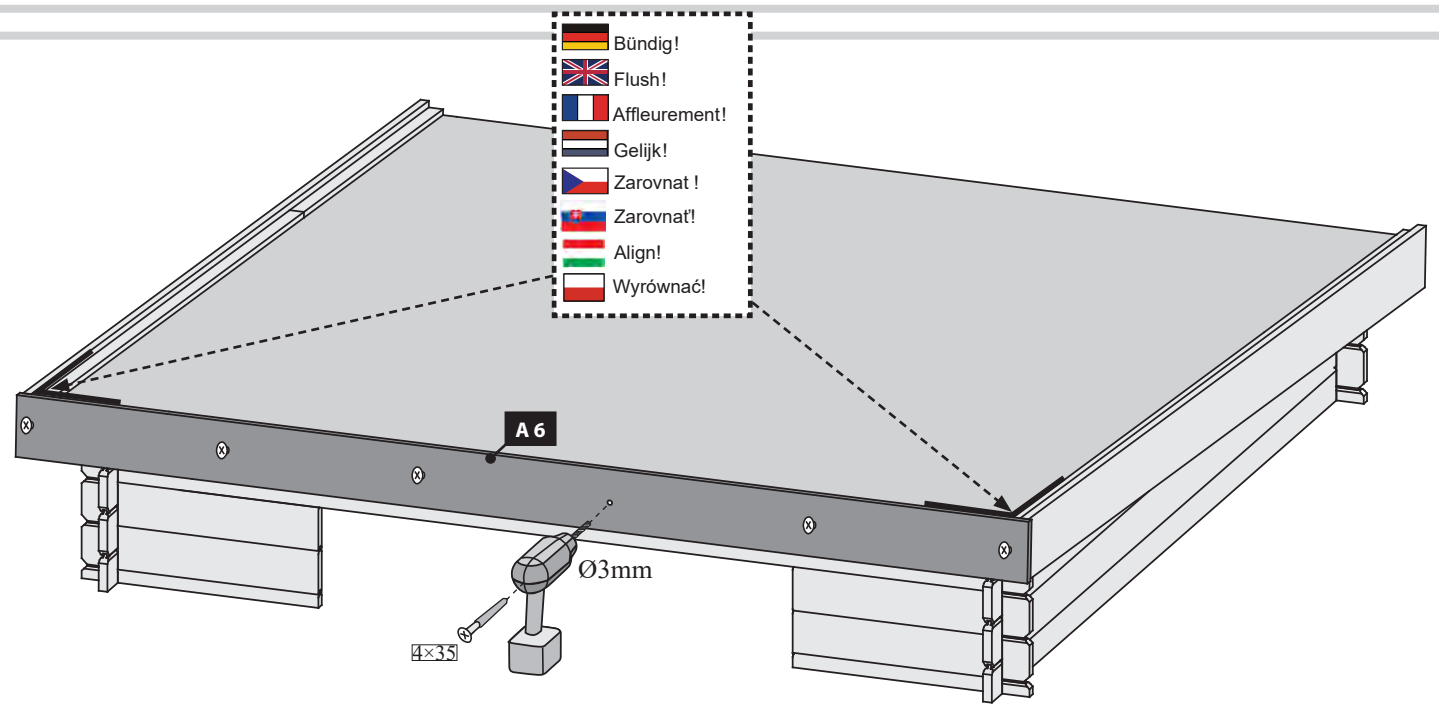 Bündig!
Flush!
Affleurement!
Gelijk!
Zarovnat !
Zarovnať!
Align!
Wyrównać!
A 6
Ø3mm
4×35